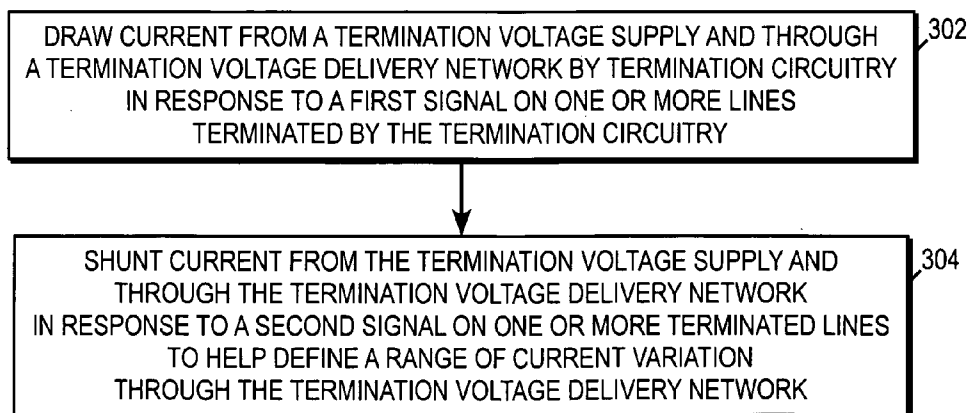 DRAW CURRENT FROM A TERMINATION VOLTAGE SUPPLY AND THROUGH
A TERMINATION VOLTAGE DELIVERY NETWORK BY TERMINATION CIRCUITRY
IN RESPONSE TO A FIRST SIGNAL ON ONE OR MORE LINES
TERMINATED BY THE TERMINATION CIRCUITRY
302
SHUNT CURRENT FROM THE TERMINATION VOLTAGE SUPPLY AND
THROUGH THE TERMINATION VOLTAGE DELIVERY NETWORK
IN RESPONSE TO A SECOND SIGNAL ON ONE OR MORE TERMINATED LINES
TO HELP DEFINE A RANGE OF CURRENT VARIATION
THROUGH THE TERMINATION VOLTAGE DELIVERY NETWORK
304